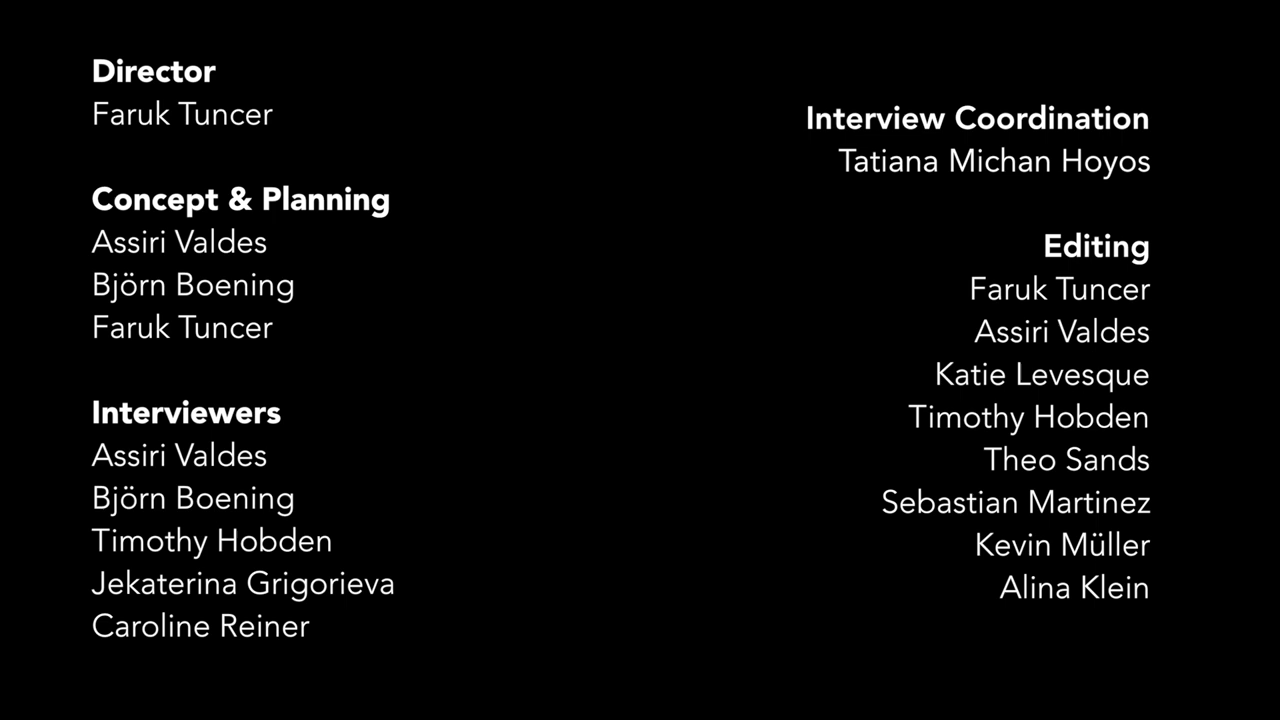 Director
Faruk Tuncer
Concept & Planning
Assiri Valdes
Björn Boening
Faruk Tuncer
Interviewers
Assiri Valdes
Björn Boening
Timothy Hobden
Jekaterina Grigorieva
Caroline Reiner
Interview Coordination
Tatiana Michan Hoyos
Editing
Faruk Tuncer
Assiri Valdes
Katie Levesque
Timothy Hobden
Theo Sands
Sebastian Martinez
Kevin Müller
Alina Klein